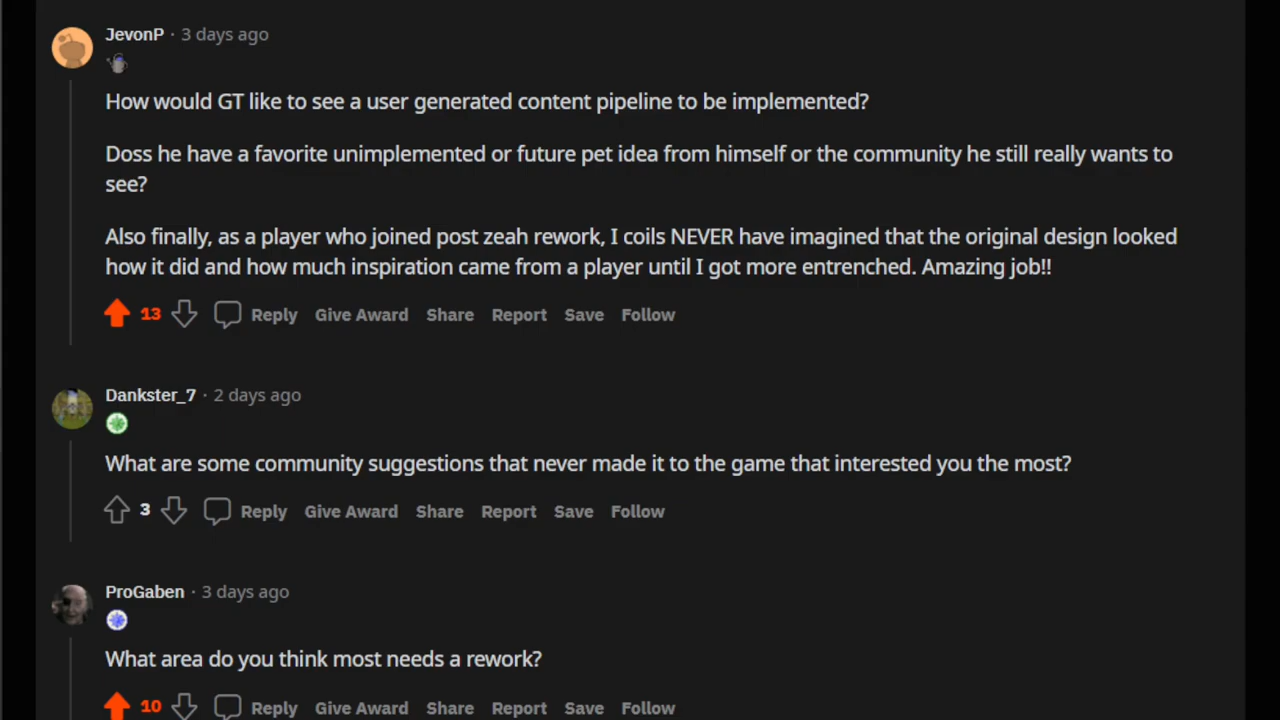 JevonP · 3 days ago
How would GT like to see a user generated content pipeline to be implemented?
Doss he have a favorite unimplemented or future pet idea from himself or the community he still really wants to
see?
Also finally, as a player who joined post zeah rework, I coils NEVER have imagined that the original design looked
how it did and how much inspiration came from a player until I got more entrenched. Amazing job!!
13 Reply Give Award Share Report Save Follow
Dankster_7 · 2 days ago
What are some community suggestions that never made it to the game that interested you the most?
3 Reply Give Award Share Report Save Follow
ProGaben · 3 days ago
What area do you think most needs a rework?
10 Reply Give Award Share Report Save Follow